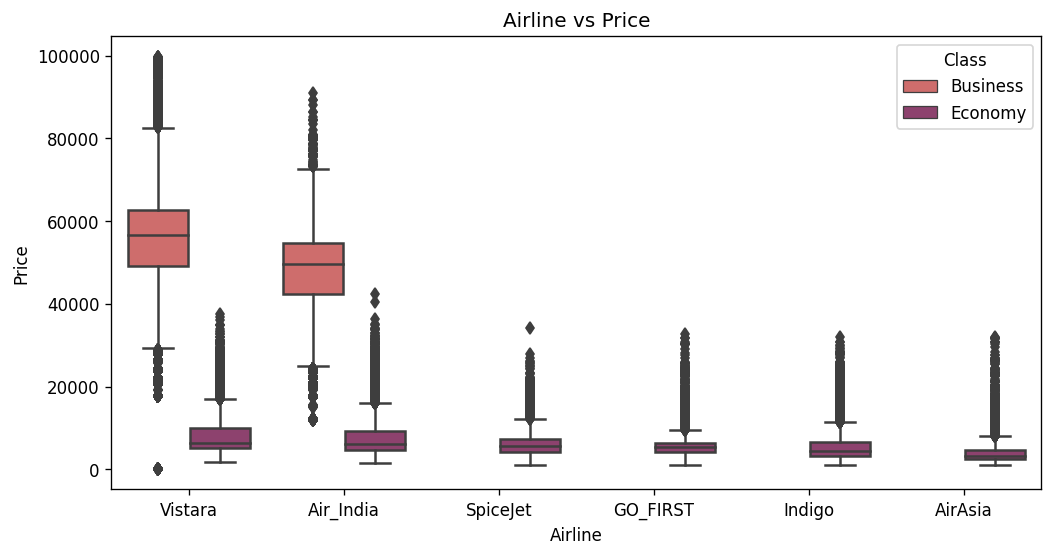 Airline vs Price
Class
Business
Economy
100000
80000
60000
40000
20000
0
Price
Vistara
Air_India
SpiceJet
GO_FIRST
Indigo
AirAsia
Airline